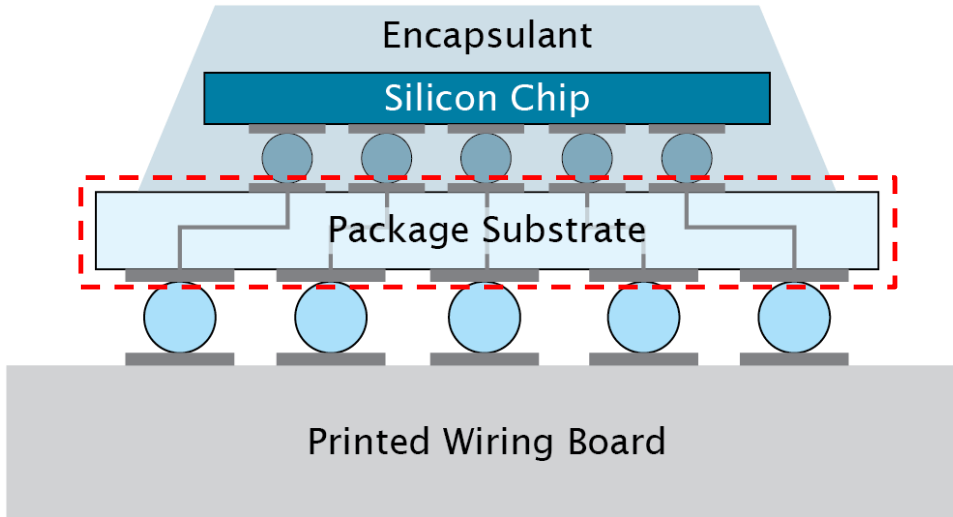 Encapsulant
Silicon Chip
Package Substrate
Printed Wiring Board